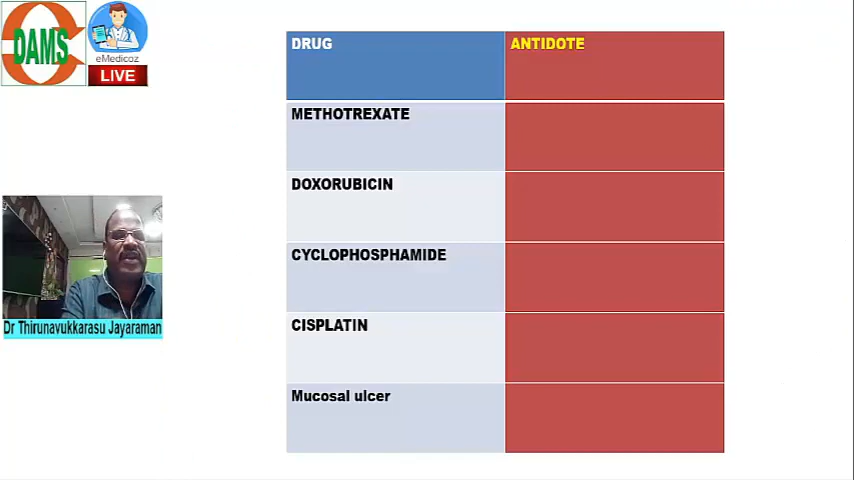 DAMS
eMedicoz
LIVE
DRUG
ANTIDOTE
METHOTREXATE
DOXORUBICIN
CYCLOPHOSPHAMIDE
CISPLATIN
Mucosal ulcer
Dr Thirunavukkarasu Jayaraman